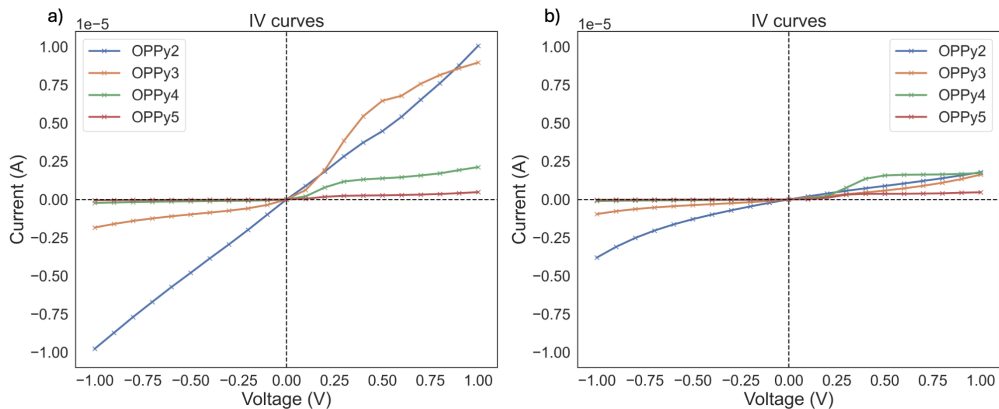 a)
IV curves
1e−5
OPPy2
OPPy3
OPPy4
OPPy5
1.00
0.75
0.50
0.25
0.00
−0.25
−0.50
−0.75
−1.00
Current (A)
−1.00 −0.75 −0.50 −0.25 0.00 0.25 0.50 0.75 1.00
Voltage (V)
b)
IV curves
1e−5
OPPy2
OPPy3
OPPy4
OPPy5
1.00
0.75
0.50
0.25
0.00
−0.25
−0.50
−0.75
−1.00
Current (A)
−1.00 −0.75 −0.50 −0.25 0.00 0.25 0.50 0.75 1.00
Voltage (V)